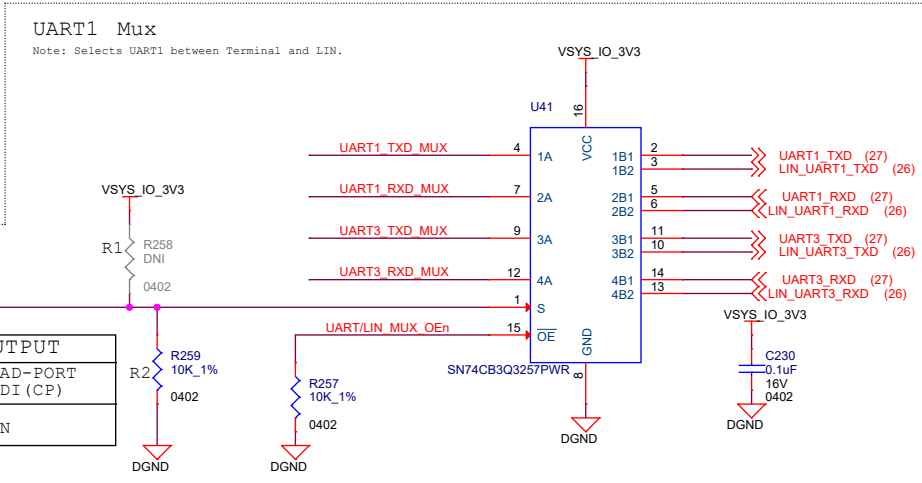 UART1 Mux
Note: Selects UART1 between Terminal and LIN.
VSYS_IO_3V3
U41
16
VCC
UART1_TXD_MUX 4 1A 1B1 2 UART1_TXD (27)
1B2 3 LIN_UART1_TXD (26)
UART1_RXD_MUX 7 2A 2B1 5 UART1_RXD (27)
2B2 6 LIN_UART1_RXD (26)
UART3_TXD_MUX 9 3A 3B1 11 UART3_TXD (27)
3B2 10 LIN_UART3_TXD (26)
UART3_RXD_MUX 12 4A 4B1 14 UART3_RXD (27)
4B2 13 LIN_UART3_RXD (26)
VSYS_IO_3V3
R1 R258
DNI
0402
1 S
UART/LIN_MUX_OEn 15 OE
GND
8
SN74CB3Q3257PWR
DGND
VSYS_IO_3V3
C230
0.1uF
16V
0402
DGND
UTPUT
AD-PORT
DI(CP)
N
R2 R259
10K_1%
0402
DGND
R257
10K_1%
0402
DGND